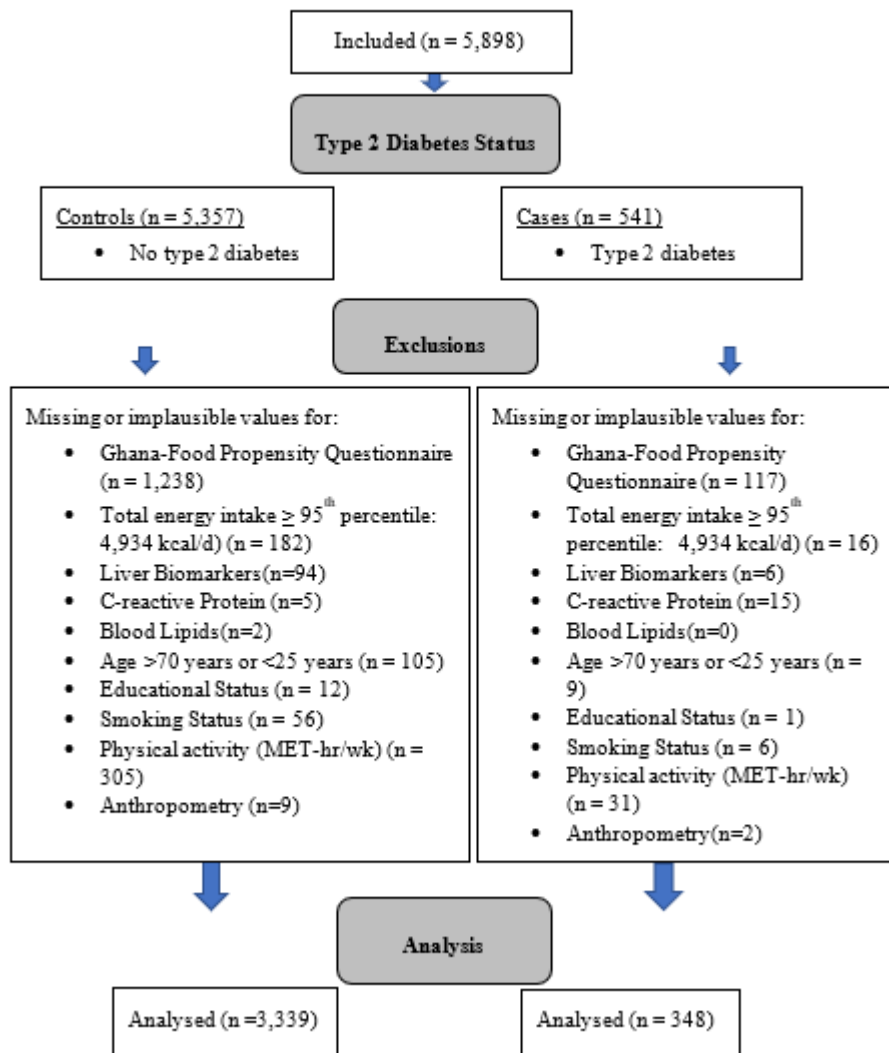 Included (n = 5,898)
Type 2 Diabetes Status
Controls (n = 5,357)
• No type 2 diabetes
Cases (n = 541)
• Type 2 diabetes
Exclusions
Missing or implausible values for:
• Ghana-Food Propensity Questionnaire
(n = 1,238)
• Total energy intake ≥ 95th percentile:
4,934 kcal/d) (n = 182)
• Liver Biomarkers(n=94)
• C-reactive Protein (n=5)
• Blood Lipids(n=2)
• Age >70 years or <25 years (n = 105)
• Educational Status (n = 12)
• Smoking Status (n = 56)
• Physical activity (MET-hr/wk) (n =
305)
• Anthropometry (n=9)
Missing or implausible values for:
• Ghana-Food Propensity
Questionnaire (n = 117)
• Total energy intake ≥ 95th
percentile: 4,934 kcal/d) (n = 16)
• Liver Biomarkers (n=6)
• C-reactive Protein (n=15)
• Blood Lipids(n=0)
• Age >70 years or <25 years (n =
9)
• Educational Status (n = 1)
• Smoking Status (n = 6)
• Physical activity (MET-hr/wk)
(n = 31)
• Anthropometry(n=2)
Analysis
Analysed (n =3,339)
Analysed (n = 348)